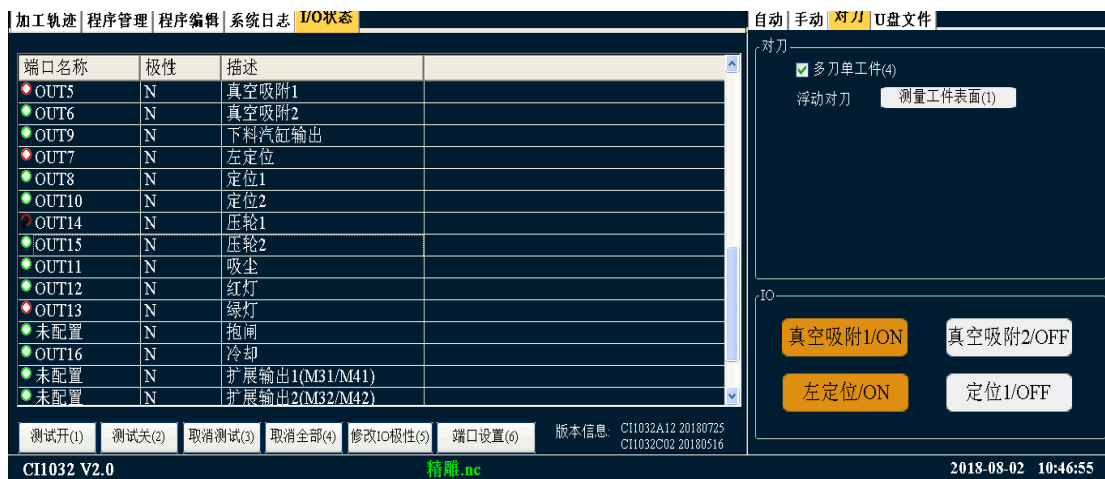 加工轨迹 程序管理 程序编辑 系统日志 I/O状态 自动 手动 对刀 U盘文件
端口名称 极性 描述
OUT5 N 真空吸附1
OUT6 N 真空吸附2
OUT9 N 下料汽缸输出
OUT7 N 左定位
OUT8 N 定位1
OUT10 N 定位2
OUT14 N 压轮1
OUT15 N 压轮2
OUT11 N 吸尘
OUT12 N 红灯
OUT13 N 绿灯
未配置 N 抱闸
OUT16 N 冷却
未配置 N 扩展输出1(M31/M41)
未配置 N 扩展输出2(M32/M42)
测试开(1) 测试关(2) 取消测试(3) 取消全部(4) 修改IO极性(5) 端口设置(6)
版本信息: CI1032A12 20180725
CI1032C02 20180516
对刀
多刀单工件(4)
浮动对刀 测量工件表面(1)
IO
真空吸附1/ON 真空吸附2/OFF
左定位/ON 定位1/OFF
CI1032 V2.0 精雕.nc 2018-08-02 10:46:55